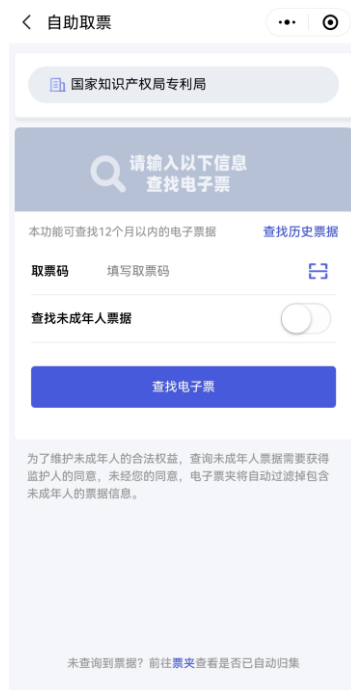 自助取票
国家知识产权局专利局
请输入以下信息
查找电子票
本功能可查找12个月以内的电子票据 查找历史票据
取票码 填写取票码
查找未成年人票据
查找电子票
为了维护未成年人的合法权益，查询未成年人票据需要获得
监护人的同意，未经您的同意，电子票夹将自动过滤掉包含
未成年人的票据信息。
未查询到票据？前往票夹查看是否已自动归集